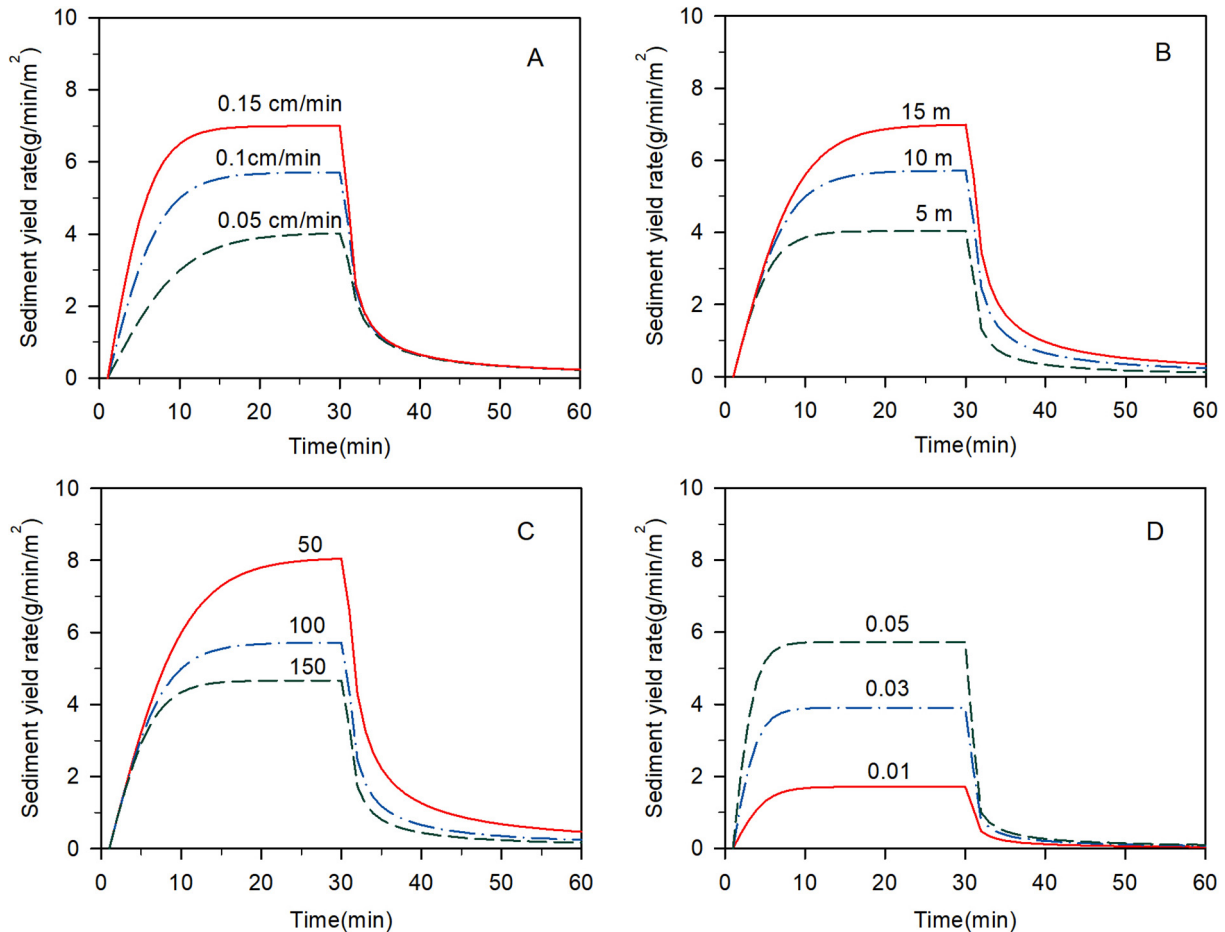 A
Sediment yield rate(g/min/m²)
10
8
6
4
2
0
0.15 cm/min
0.1cm/min
0.05 cm/min
0 10 20 30 40 50 60
Time(min)
B
Sediment yield rate(g/min/m²)
10
8
6
4
2
0
15 m
10 m
5 m
0 10 20 30 40 50 60
Time(min)
C
Sediment yield rate(g/min/m²)
10
8
6
4
2
0
50
100
150
0 10 20 30 40 50 60
Time(min)
D
Sediment yield rate(g/min/m²)
10
8
6
4
2
0
0.05
0.03
0.01
0 10 20 30 40 50 60
Time(min)